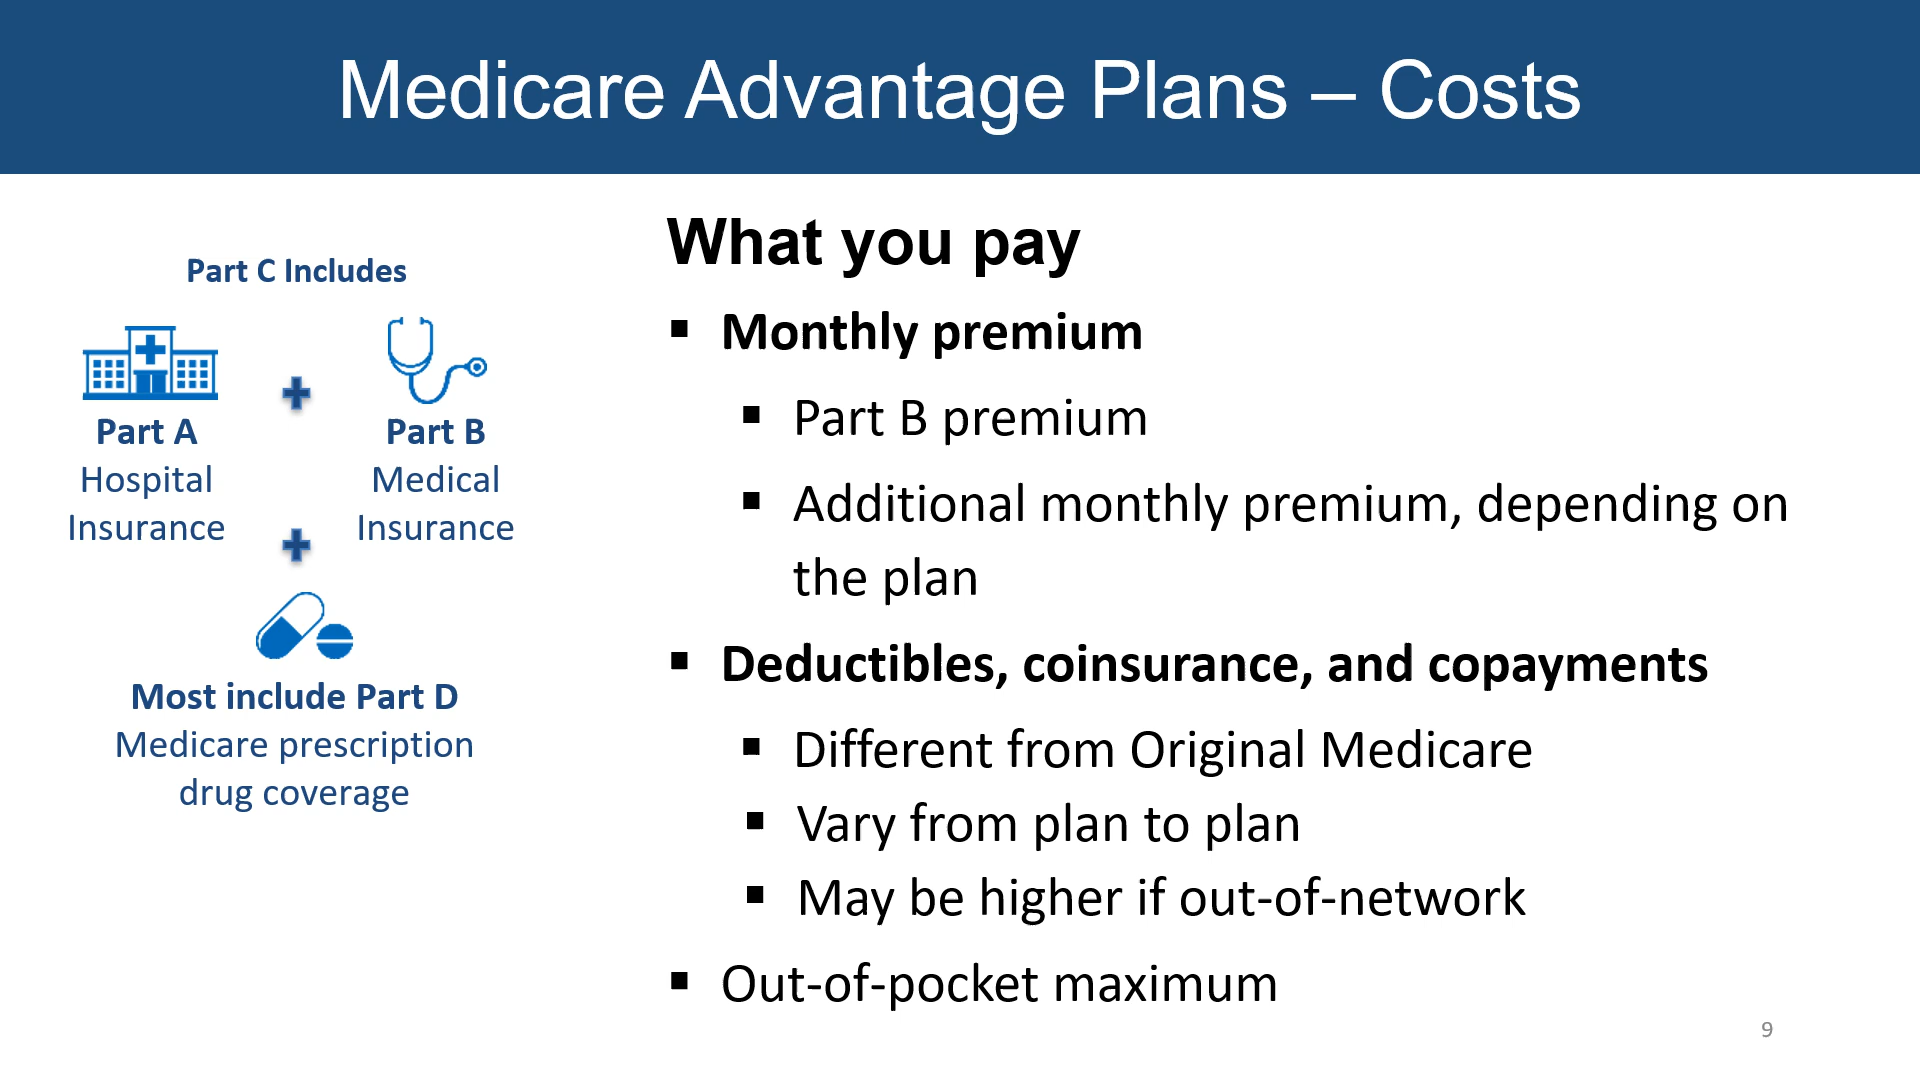 Medicare Advantage Plans – Costs
Part C Includes
Part A
Hospital
Insurance
Part B
Medical
Insurance
Most include Part D
Medicare prescription
drug coverage
What you pay
▪ Monthly premium
▪ Part B premium
▪ Additional monthly premium, depending on
the plan
▪ Deductibles, coinsurance, and copayments
▪ Different from Original Medicare
▪ Vary from plan to plan
▪ May be higher if out-of-network
▪ Out-of-pocket maximum
9